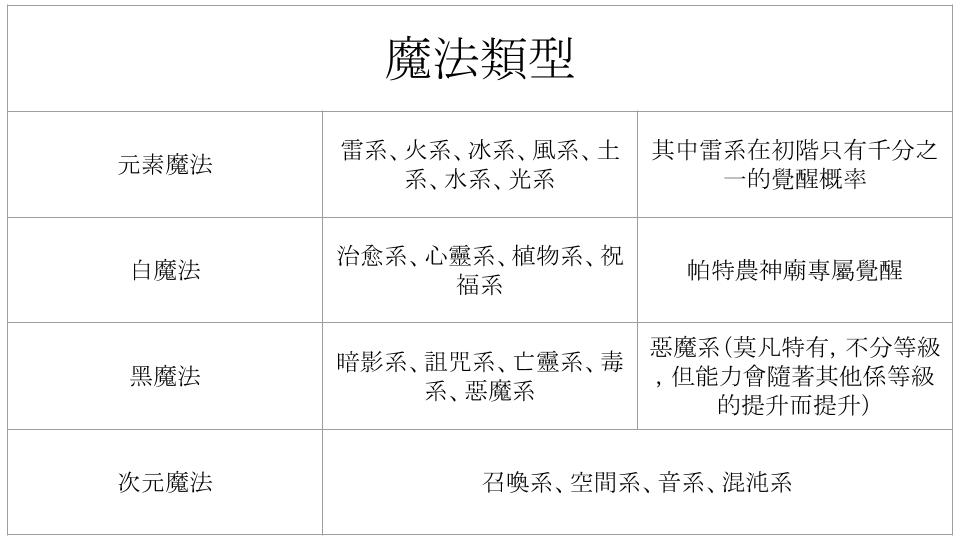 魔法類型
元素魔法
雷系、火系、冰系、風系、土
系、水系、光系
其中雷系在初階只有千分之
一的覺醒概率
白魔法
治愈系、心靈系、植物系、祝
福系
帕特農神廟專屬覺醒
黑魔法
暗影系、詛咒系、亡靈系、毒
系、惡魔系
惡魔系（莫凡特有，不分等級
，但能力會隨著其他係等級
的提升而提升）
次元魔法
召喚系、空間系、音系、混沌系